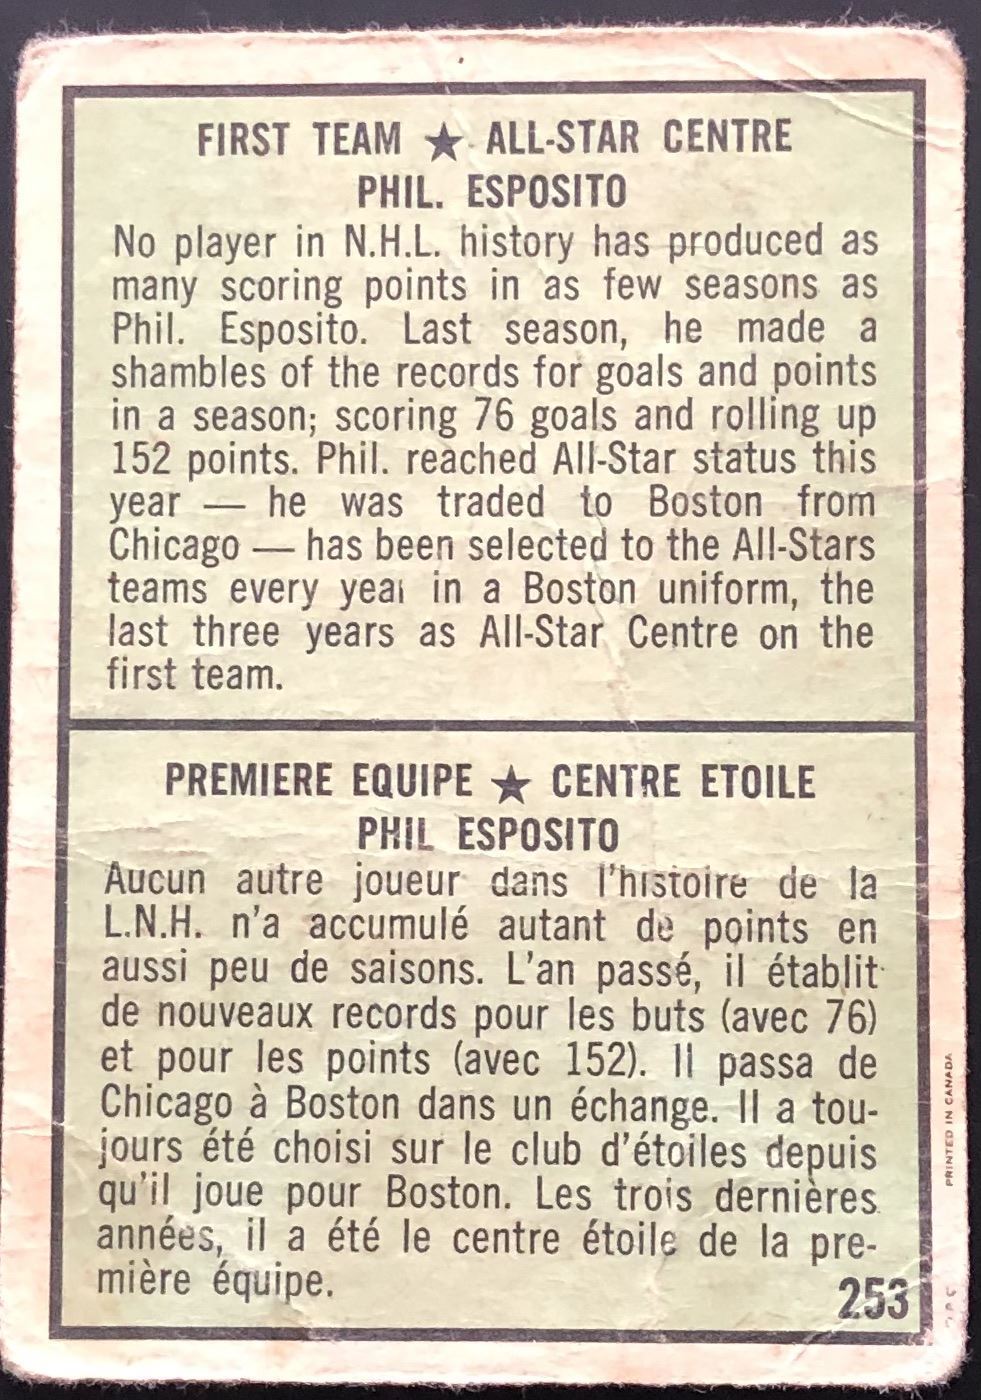 FIRST TEAM ★ ALL-STAR CENTRE
PHIL. ESPOSITO
No player in N.H.L. history has produced as
many scoring points in as few seasons as
Phil. Esposito. Last season, he made a
shambles of the records for goals and points
in a season; scoring 76 goals and rolling up
152 points. Phil. reached All-Star status this
year — he was traded to Boston from
Chicago — has been selected to the All-Stars
teams every year in a Boston uniform, the
last three years as All-Star Centre on the
first team.
PREMIERE EQUIPE ★ CENTRE ETOILE
PHIL ESPOSITO
Aucun autre joueur dans l'histoire de la
L.N.H. n'a accumulé autant de points en
aussi peu de saisons. L'an passé, il établit
de nouveaux records pour les buts (avec 76)
et pour les points (avec 152). Il passa de
Chicago à Boston dans un échange. Il a tou-
jours été choisi sur le club d'étoiles depuis
qu'il joue pour Boston. Les trois dernières
années, il a été le centre étoile de la pre-
mière équipe.
253
PRINTED IN CANADA